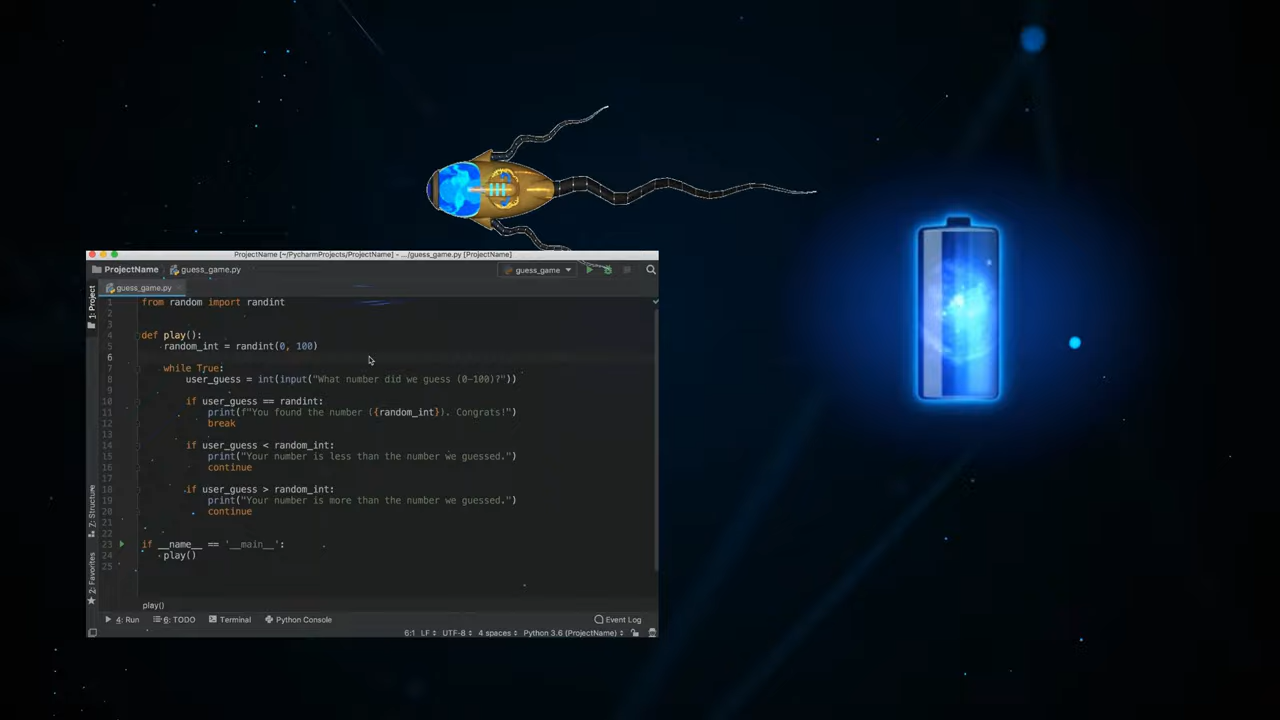 ProjectName [~/PycharmProjects/ProjectName] - .../guess_game.py [ProjectName]
ProjectName guess_game.py guess_game
guess_game.py
1: Project
1 from random import randint
2
3
4 def play():
5 random_int = randint(0, 100)
6
7 while True:
8 user_guess = int(input("What number did we guess (0-100)?"))
9
10 if user_guess == randint:
11 print(f"You found the number ({random_int}). Congrats!")
12 break
13
14 if user_guess < random_int:
15 print("Your number is less than the number we guessed.")
16 continue
17
18 if user_guess > random_int:
19 print("Your number is more than the number we guessed.")
20 continue
21
22
23 if __name__ == '__main__':
24 play()
25
7: Structure
2: Favorites
play()
4: Run 6: TODO Terminal Python Console Event Log
6:1 LF UTF-8 4 spaces Python 3.6 (ProjectName)